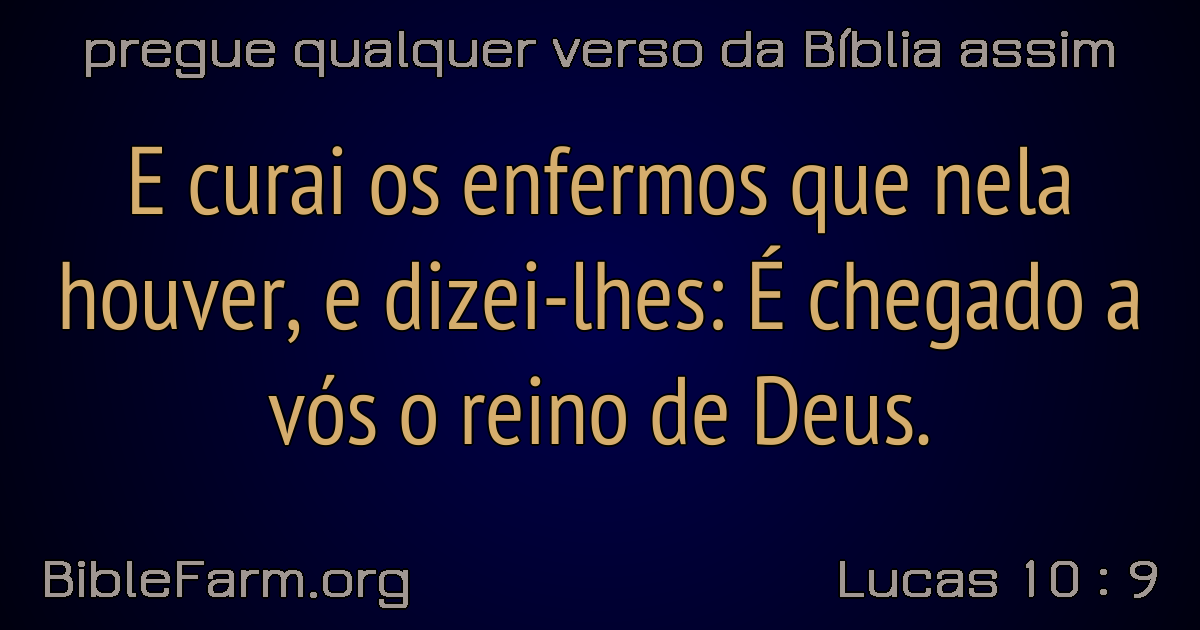 pregue qualquer verso da Bíblia assim
E curai os enfermos que nela
houver, e dizei-lhes: É chegado a
vós o reino de Deus.
BibleFarm.org
Lucas 10 : 9